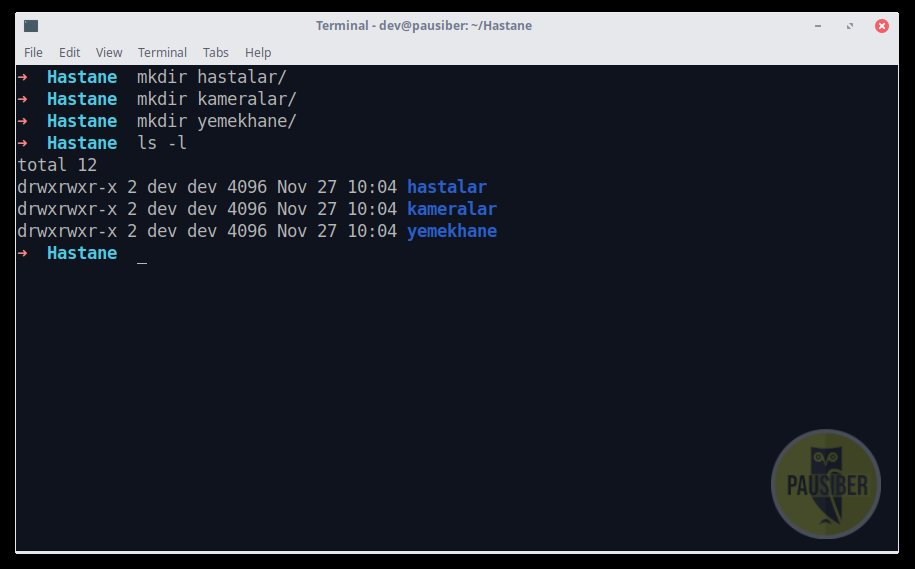 Terminal - dev@pausiber: ~/Hastane
File Edit View Terminal Tabs Help
➜ Hastane mkdir hastalar/
➜ Hastane mkdir kameralar/
➜ Hastane mkdir yemekhane/
➜ Hastane ls -l
total 12
drwxrwxr-x 2 dev dev 4096 Nov 27 10:04 hastalar
drwxrwxr-x 2 dev dev 4096 Nov 27 10:04 kameralar
drwxrwxr-x 2 dev dev 4096 Nov 27 10:04 yemekhane
➜ Hastane _
PAUSIBER